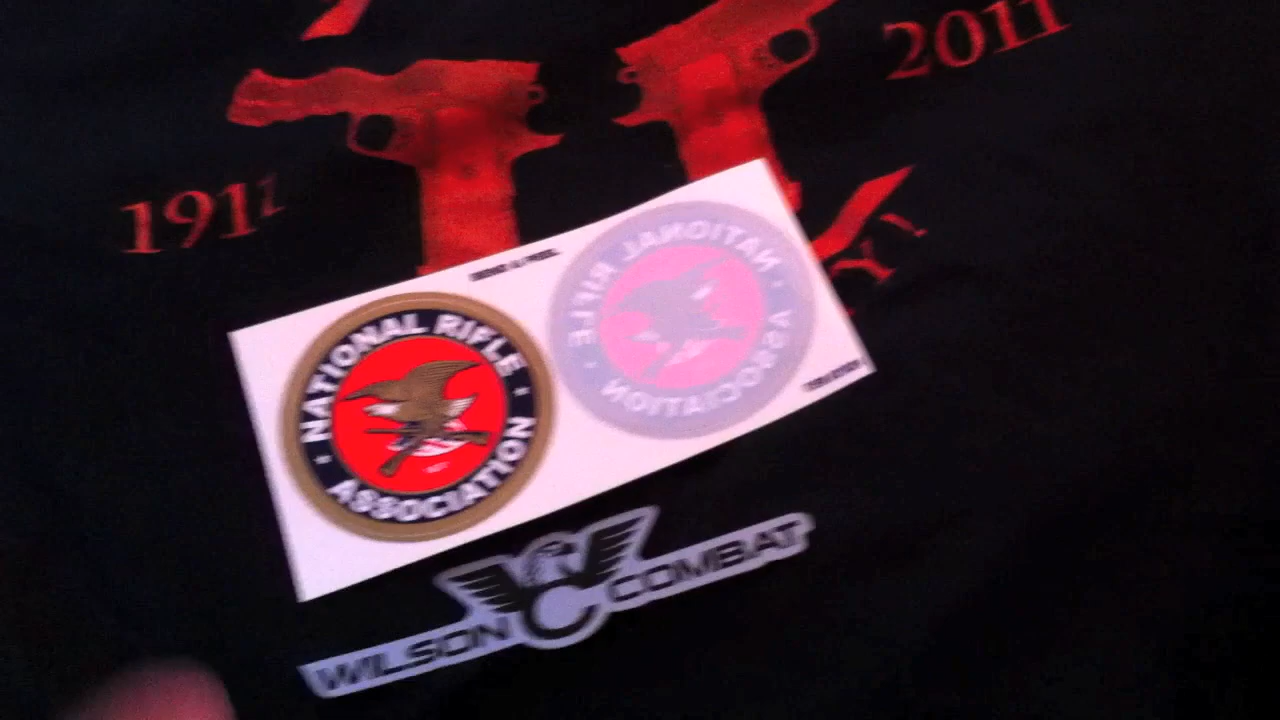 1911
2011
NATIONAL RIFLE
ASSOCIATION
NATIONAL RIFLE
ASSOCIATION
WILSON COMBAT